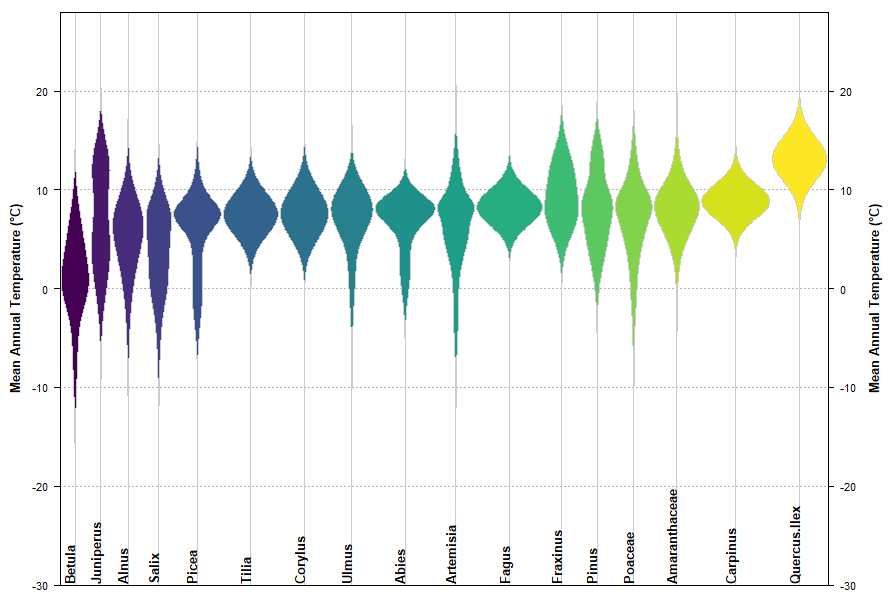 Mean Annual Temperature (°C)
20
10
0
-10
-20
-30
Betula
Juniperus
Alnus
Salix
Picea
Tilia
Corylus
Ulmus
Abies
Artemisia
Fagus
Fraxinus
Pinus
Poaceae
Amaranthaceae
Carpinus
Quercus.Ilex
20
10
0
-10
-20
-30
Mean Annual Temperature (°C)